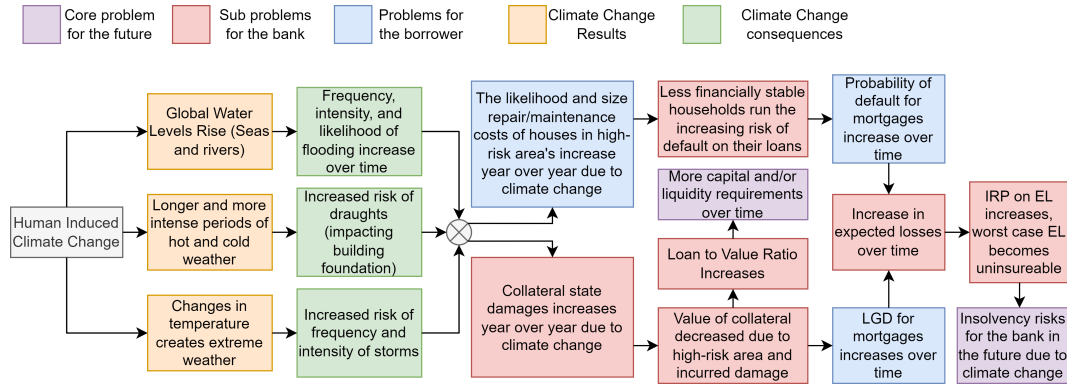 Core problem
for the future
Sub problems
for the bank
Problems for
the borrower
Climate Change
Results
Climate Change
consequences
Human Induced
Climate Change
Global Water
Levels Rise (Seas
and rivers)
Longer and more
intense periods of
hot and cold
weather
Changes in
temperature
creates extreme
weather
Frequency,
intensity, and
likelihood of
flooding increase
over time
Increased risk of
draughts
(impacting
building
foundation)
Increased risk of
frequency and
intensity of storms
The likelihood and size
repair/maintenance
costs of houses in high-
risk area's increase
year over year due to
climate change
Collateral state
damages increases
year over year due to
climate change
Less financially stable
households run the
increasing risk of
default on their loans
More capital and/or
liquidity requirements
over time
Loan to Value Ratio
Increases
Value of collateral
decreased due to
high-risk area and
incurred damage
Probability of
default for
mortgages
increase over
time
Increase in
expected losses
over time
LGD for
mortgages
increases over
time
IRP on EL
increases,
worst case EL
becomes
uninsureable
Insolvency risks
for the bank in
the future due to
climate change